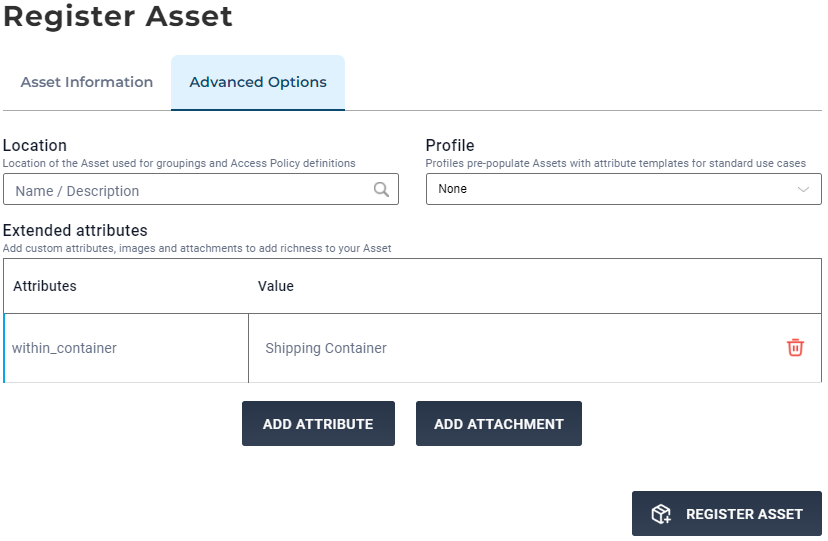 Register Asset
Asset Information
Advanced Options
Location
Location of the Asset used for groupings and Access Policy definitions
Name / Description
Profile
Profiles pre-populate Assets with attribute templates for standard use cases
None
Extended attributes
Add custom attributes, images and attachments to add richness to your Asset
Attributes Value
within_container Shipping Container
ADD ATTRIBUTE ADD ATTACHMENT
REGISTER ASSET